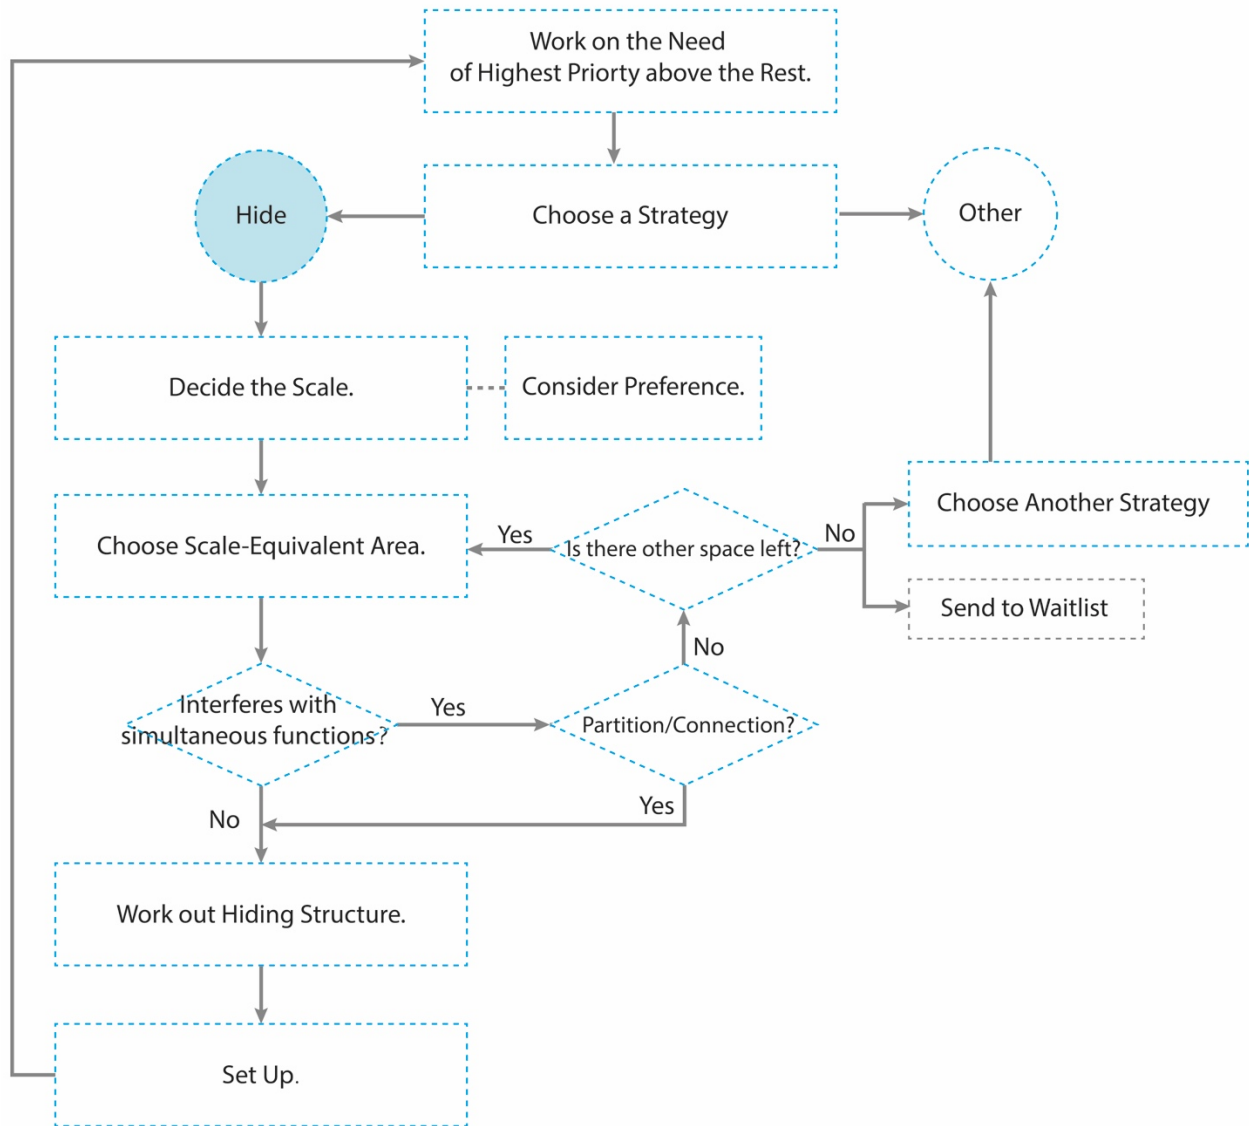 Work on the Need
of Highest Priorty above the Rest.
Hide
Choose a Strategy
Other
Decide the Scale.
Consider Preference.
Choose Scale-Equivalent Area.
Yes
Is there other space left?
No
Choose Another Strategy
Send to Waitlist
No
Interferes with
simultaneous functions?
Yes
Partition/Connection?
No
Yes
Work out Hiding Structure.
Set Up.